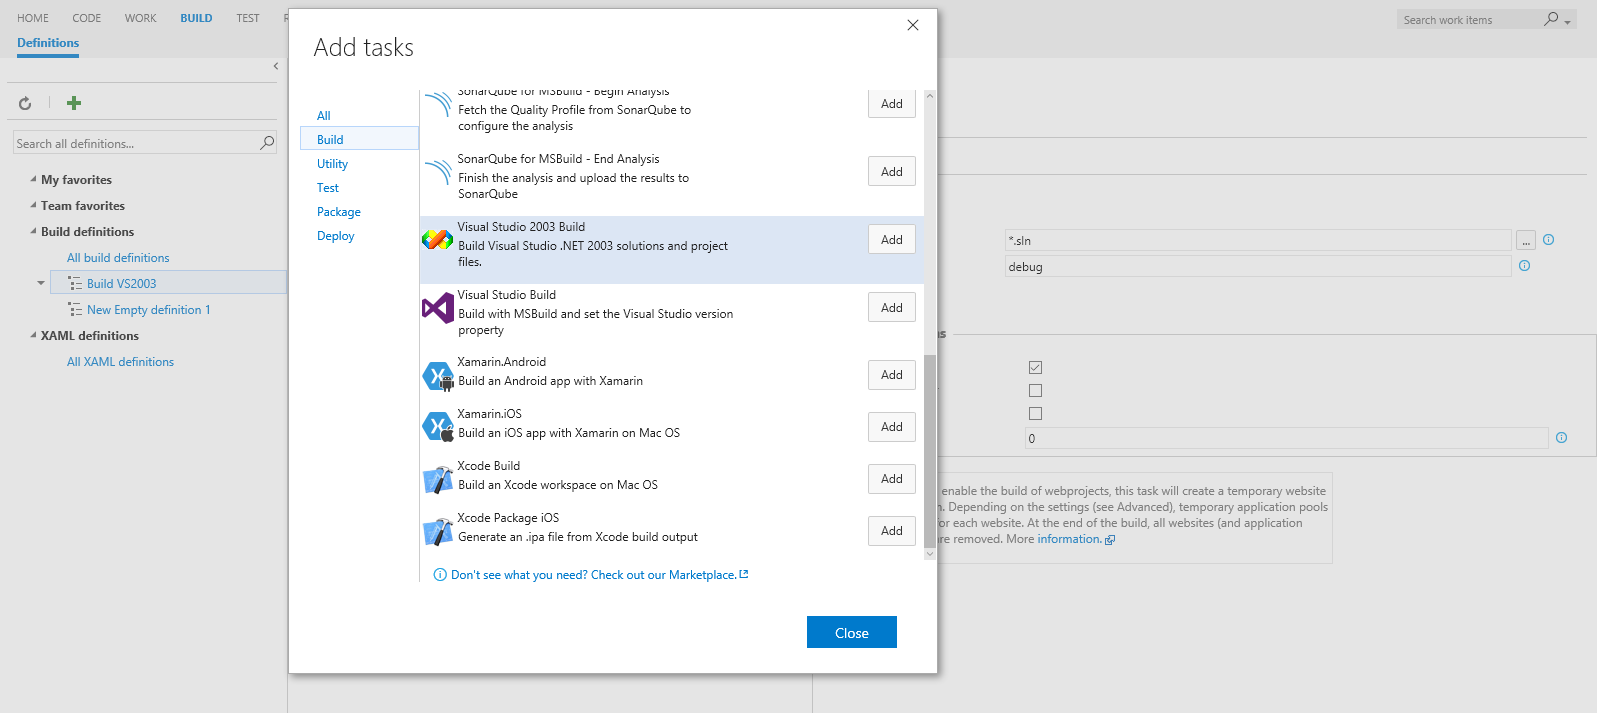 HOME CODE WORK BUILD TEST
Search work items
Definitions
Search all definitions...
My favorites
Team favorites
Build definitions
All build definitions
Build VS2003
New Empty definition 1
XAML definitions
All XAML definitions
Add tasks
All
Build
Utility
Test
Package
Deploy
SonarQube for MSBuild - Begin Analysis
Fetch the Quality Profile from SonarQube to
configure the analysis
Add
SonarQube for MSBuild - End Analysis
Finish the analysis and upload the results to
SonarQube
Add
Visual Studio 2003 Build
Build Visual Studio .NET 2003 solutions and project
files.
Add
Visual Studio Build
Build with MSBuild and set the Visual Studio version
property
Add
Xamarin.Android
Build an Android app with Xamarin
Add
Xamarin.iOS
Build an iOS app with Xamarin on Mac OS
Add
Xcode Build
Build an Xcode workspace on Mac OS
Add
Xcode Package iOS
Generate an .ipa file from Xcode build output
Add
Don't see what you need? Check out our Marketplace.
Close
*.sln
...
debug
0
enable the build of webprojects, this task will create a temporary website
Depending on the settings (see Advanced), temporary application pools
for each website. At the end of the build, all websites (and application
are removed. More information.